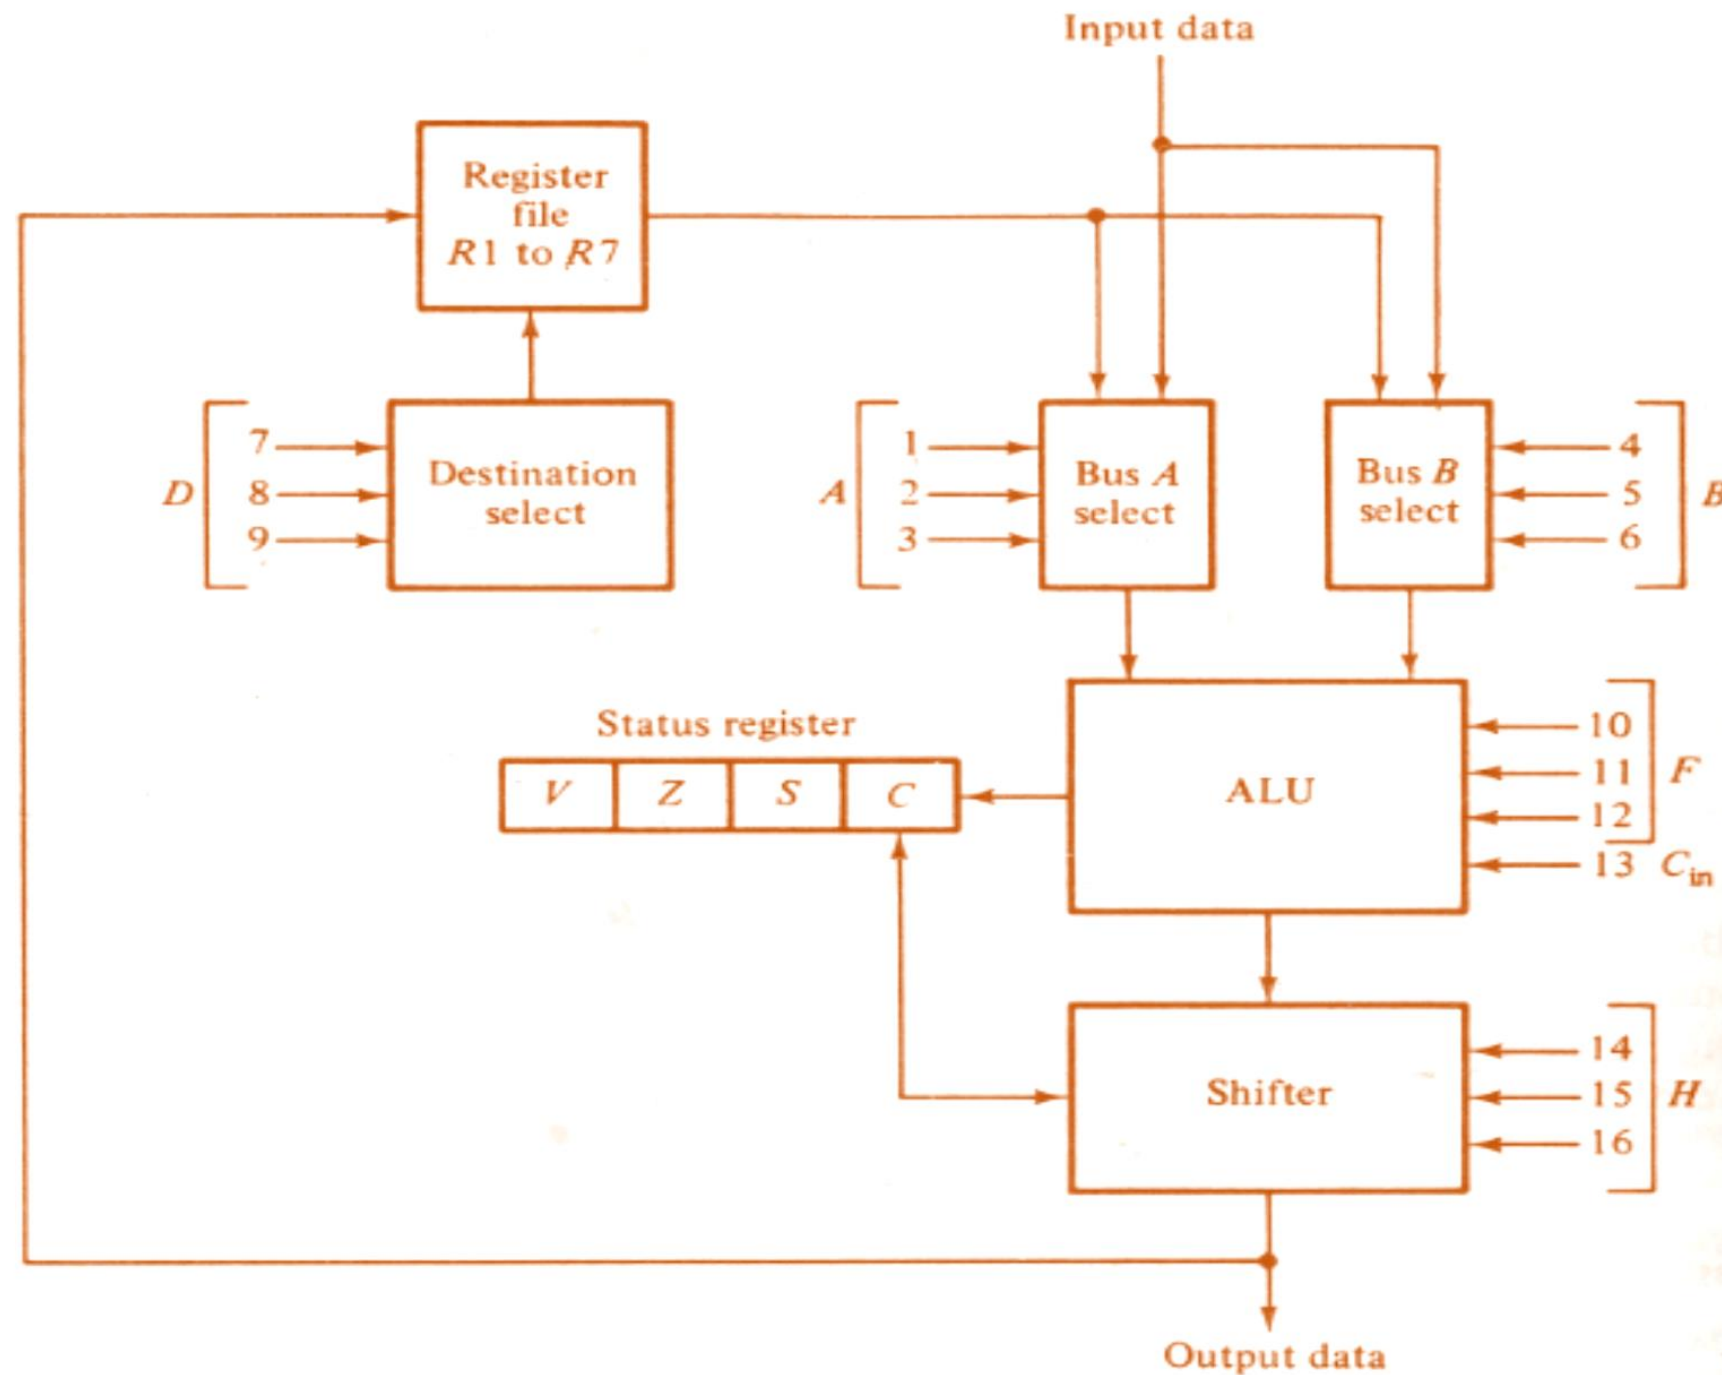 Input data
Register
file
R1 to R7
D
7
8
9
Destination
select
A
1
2
3
Bus A
select
Bus B
select
4
5
6
B
Status register
V Z S C
ALU
10
11
12
F
13 Cin
Shifter
14
15
16
H
Output data